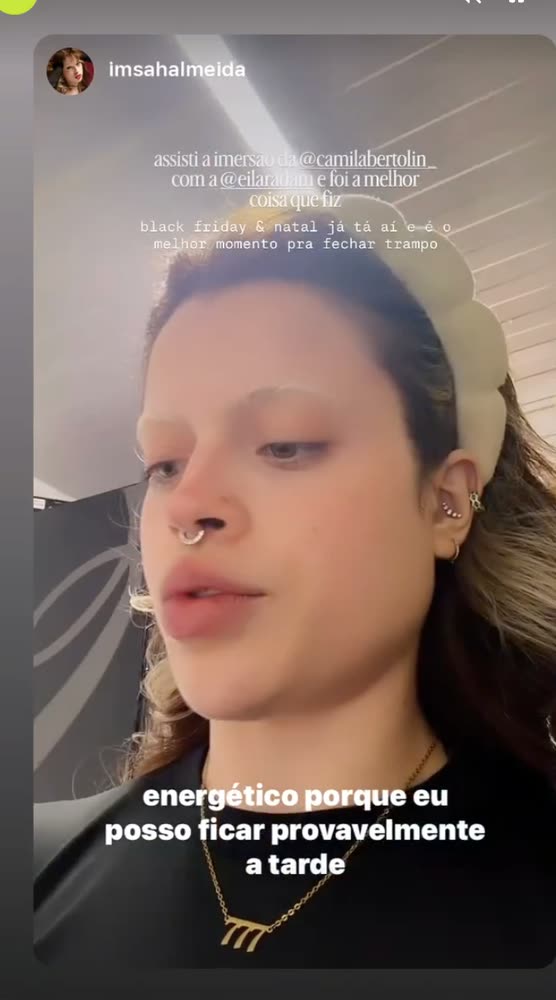 imsahalmeida
assisti a imersão da @camilabertolin_
com a @eilaradam e foi a melhor
coisa que fiz
black friday & natal já tá aí e é o
melhor momento pra fechar trampo
energético porque eu
posso ficar provavelmente
a tarde
777